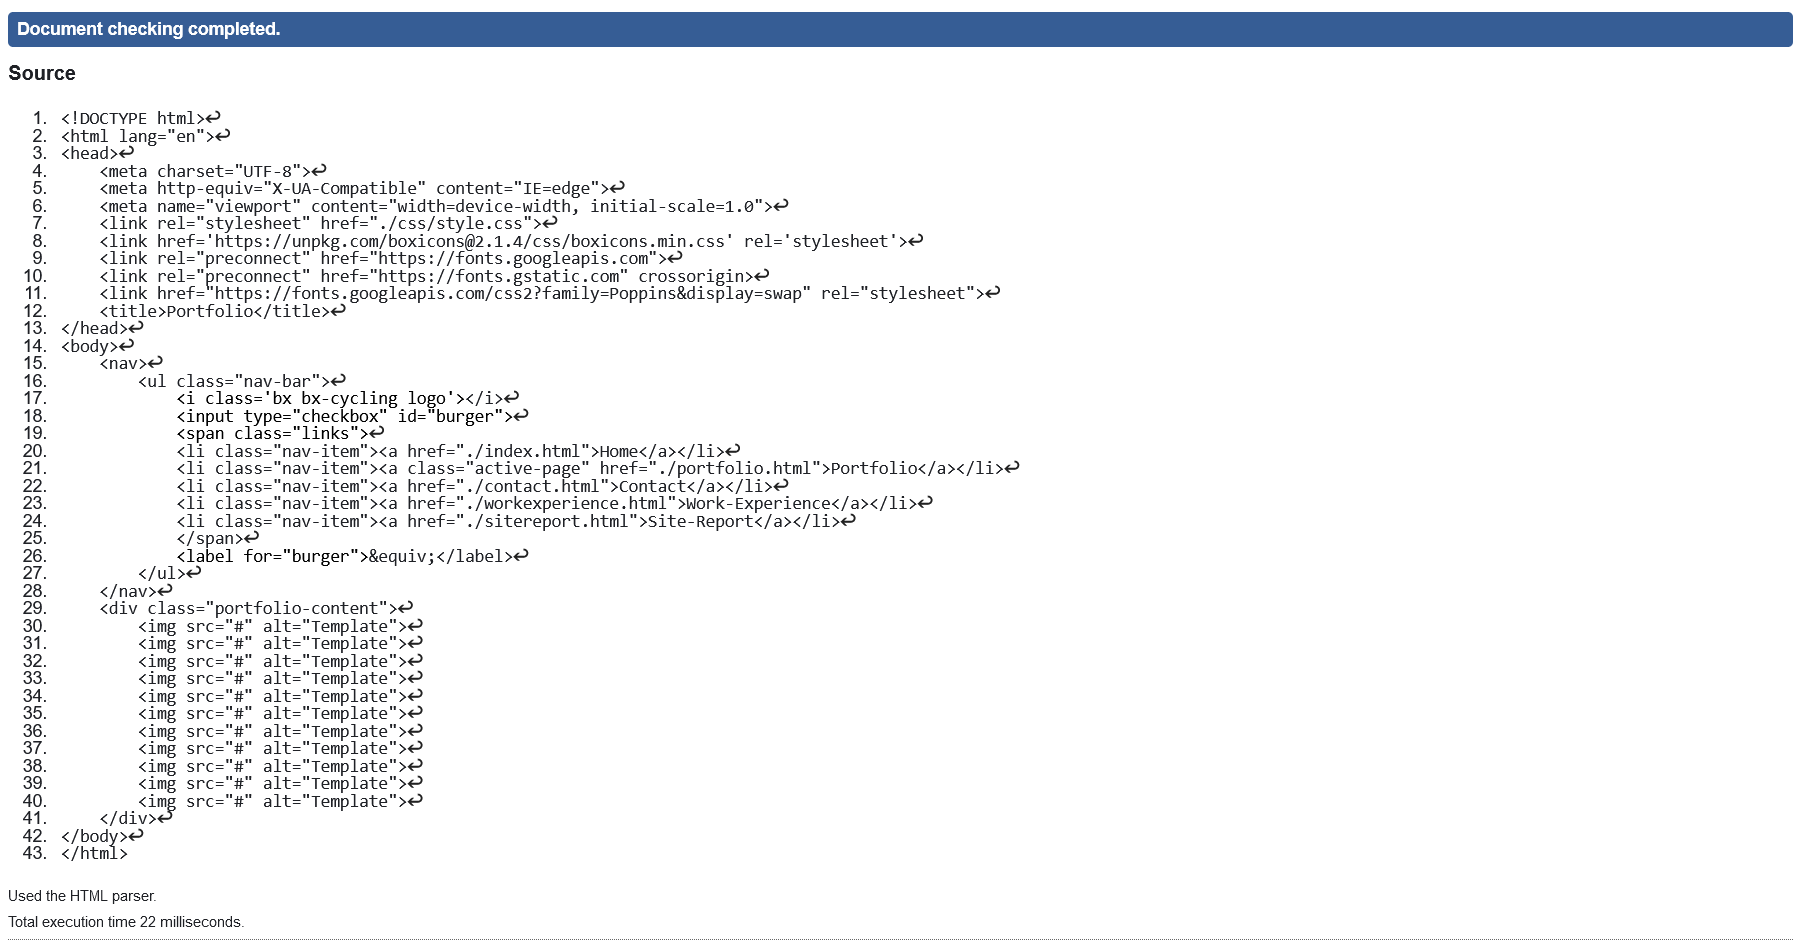 Document checking completed.
Source
1. <!DOCTYPE html>↩
2. <html lang="en">↩
3. <head>↩
4.     <meta charset="UTF-8">↩
5.     <meta http-equiv="X-UA-Compatible" content="IE=edge">↩
6.     <meta name="viewport" content="width=device-width, initial-scale=1.0">↩
7.     <link rel="stylesheet" href="./css/style.css">↩
8.     <link href='https://unpkg.com/boxicons@2.1.4/css/boxicons.min.css' rel='stylesheet'>↩
9.     <link rel="preconnect" href="https://fonts.googleapis.com">↩
10.     <link rel="preconnect" href="https://fonts.gstatic.com" crossorigin>↩
11.     <link href="https://fonts.googleapis.com/css2?family=Poppins&display=swap" rel="stylesheet">↩
12.     <title>Portfolio</title>↩
13. </head>↩
14. <body>↩
15.     <nav>↩
16.         <ul class="nav-bar">↩
17.             <i class='bx bx-cycling logo'></i>↩
18.             <input type="checkbox" id="burger">↩
19.             <span class="links">↩
20.             <li class="nav-item"><a href="./index.html">Home</a></li>↩
21.             <li class="nav-item"><a class="active-page" href="./portfolio.html">Portfolio</a></li>↩
22.             <li class="nav-item"><a href="./contact.html">Contact</a></li>↩
23.             <li class="nav-item"><a href="./workexperience.html">Work-Experience</a></li>↩
24.             <li class="nav-item"><a href="./sitereport.html">Site-Report</a></li>↩
25.             </span>↩
26.             <label for="burger">&equiv;</label>↩
27.         </ul>↩
28.     </nav>↩
29.     <div class="portfolio-content">↩
30.         <img src="#" alt="Template">↩
31.         <img src="#" alt="Template">↩
32.         <img src="#" alt="Template">↩
33.         <img src="#" alt="Template">↩
34.         <img src="#" alt="Template">↩
35.         <img src="#" alt="Template">↩
36.         <img src="#" alt="Template">↩
37.         <img src="#" alt="Template">↩
38.         <img src="#" alt="Template">↩
39.         <img src="#" alt="Template">↩
40.         <img src="#" alt="Template">↩
41.     </div>↩
42. </body>↩
43. </html>
Used the HTML parser.
Total execution time 22 milliseconds.